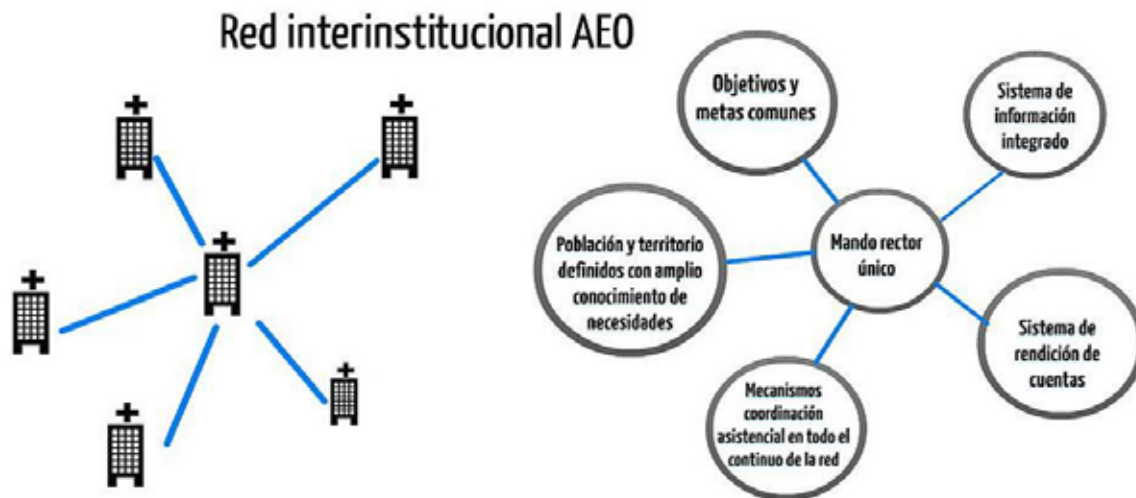 Red interinstitucional AEO
Objetivos y
metas comunes
Sistema de
información
integrado
Población y territorio
definidos con amplio
conocimiento de
necesidades
Mando rector
único
Sistema de
rendición de
cuentas
Mecanismos
coordinación
asistencial en todo el
continuo de la red